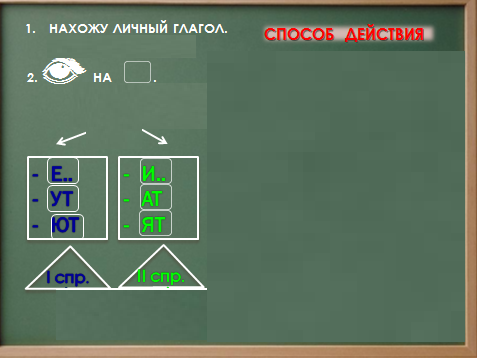 1. НАХОЖУ ЛИЧНЫЙ ГЛАГОЛ.
СПОСОБ ДЕЙСТВИЯ
2. НА .
- Е.. - И..
- УТ - АТ
- ЮТ - ЯТ
I спр. II спр.